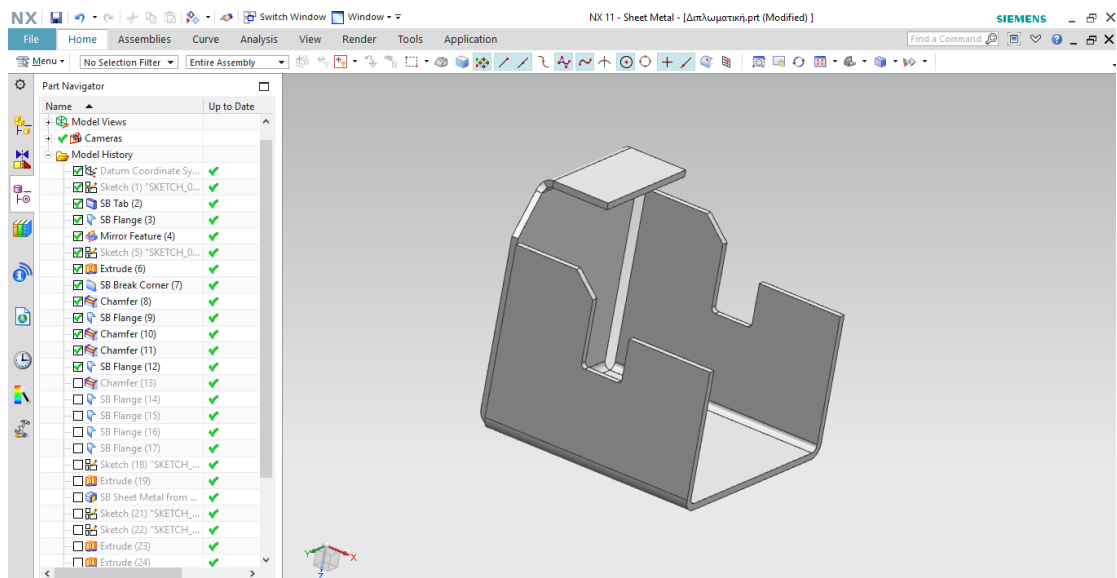 NX Switch Window Window NX 11 - Sheet Metal - [Διπλωματική.prt (Modified) ] SIEMENS
File Home Assemblies Curve Analysis View Render Tools Application Find a Command
Menu No Selection Filter Entire Assembly
Part Navigator
Name Up to Date
Model Views
Cameras
Model History
Datum Coordinate Sy...
Sketch (1) "SKETCH_0...
SB Tab (2)
SB Flange (3)
Mirror Feature (4)
Sketch (5) "SKETCH_0...
Extrude (6)
SB Break Corner (7)
Chamfer (8)
SB Flange (9)
Chamfer (10)
Chamfer (11)
SB Flange (12)
Chamfer (13)
SB Flange (14)
SB Flange (15)
SB Flange (16)
SB Flange (17)
Sketch (18) "SKETCH_...
Extrude (19)
SB Sheet Metal from ...
Sketch (21) "SKETCH_...
Sketch (22) "SKETCH_...
Extrude (23)
Extrude (24)
Y X
Z